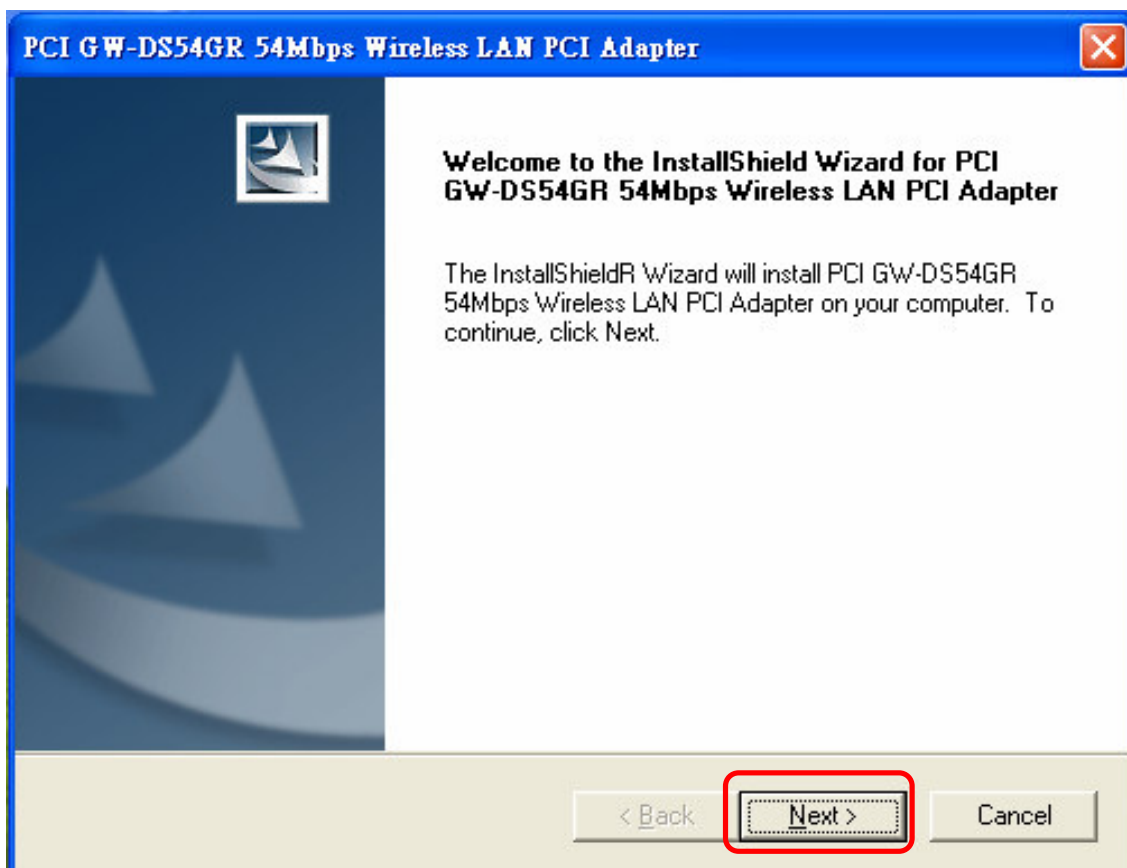 PCI GW-DS54GR 54Mbps Wireless LAN PCI Adapter
Welcome to the InstallShield Wizard for PCI
GW-DS54GR 54Mbps Wireless LAN PCI Adapter
The InstallShieldR Wizard will install PCI GW-DS54GR
54Mbps Wireless LAN PCI Adapter on your computer.  To
continue, click Next.
< Back Next > Cancel